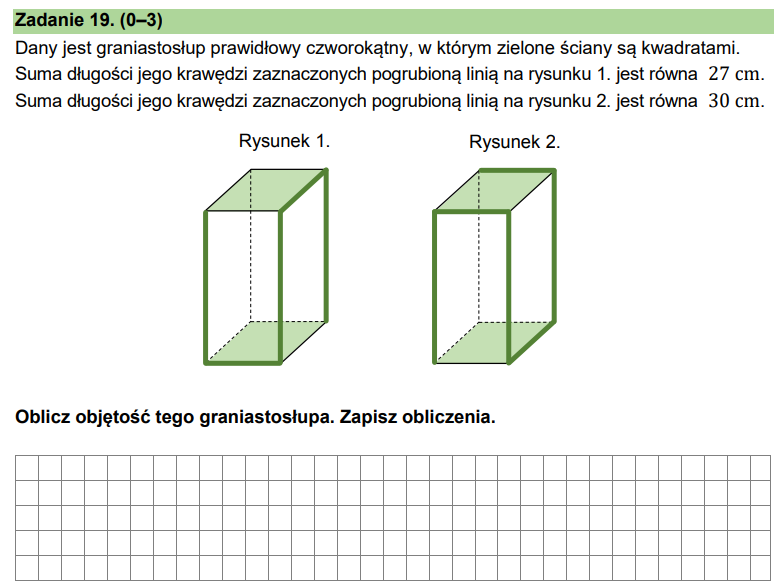 Zadanie 19. (0–3)
Dany jest graniastosłup prawidłowy czworokątny, w którym zielone ściany są kwadratami.
Suma długości jego krawędzi zaznaczonych pogrubioną linią na rysunku 1. jest równa 27 cm.
Suma długości jego krawędzi zaznaczonych pogrubioną linią na rysunku 2. jest równa 30 cm.
Rysunek 1.
Rysunek 2.
Oblicz objętość tego graniastosłupa. Zapisz obliczenia.